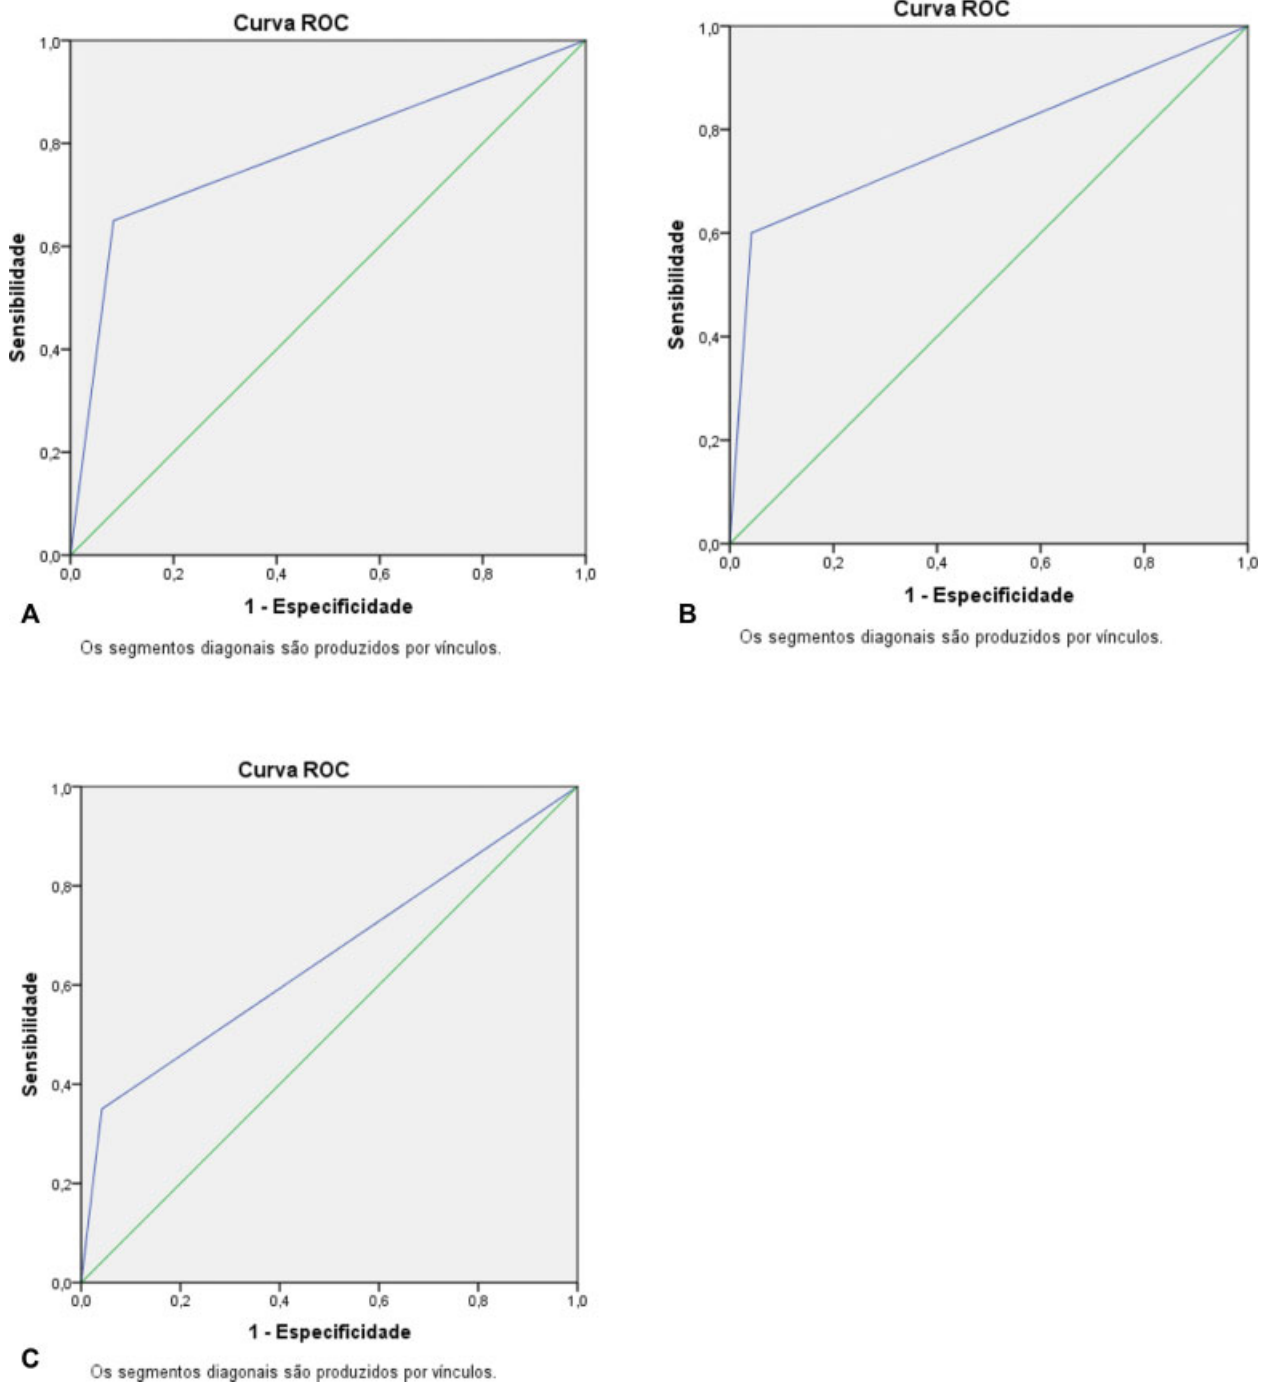 Curva ROC
1,0
0,8
0,6
0,4
0,2
0,0
Sensibilidade
0,0 0,2 0,4 0,6 0,8 1,0
1 - Especificidade
A
Os segmentos diagonais são produzidos por vínculos.
Curva ROC
1,0
0,8
0,6
0,4
0,2
0,0
Sensibilidade
0,0 0,2 0,4 0,6 0,8 1,0
1 - Especificidade
B
Os segmentos diagonais são produzidos por vínculos.
Curva ROC
1,0
0,8
0,6
0,4
0,2
0,0
Sensibilidade
0,0 0,2 0,4 0,6 0,8 1,0
1 - Especificidade
C
Os segmentos diagonais são produzidos por vínculos.